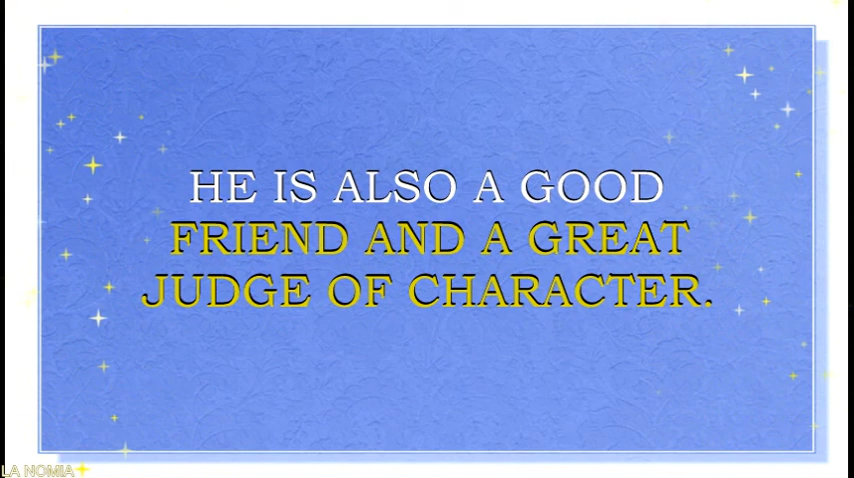 HE IS ALSO A GOOD
FRIEND AND A GREAT
JUDGE OF CHARACTER.
LA NOMIA